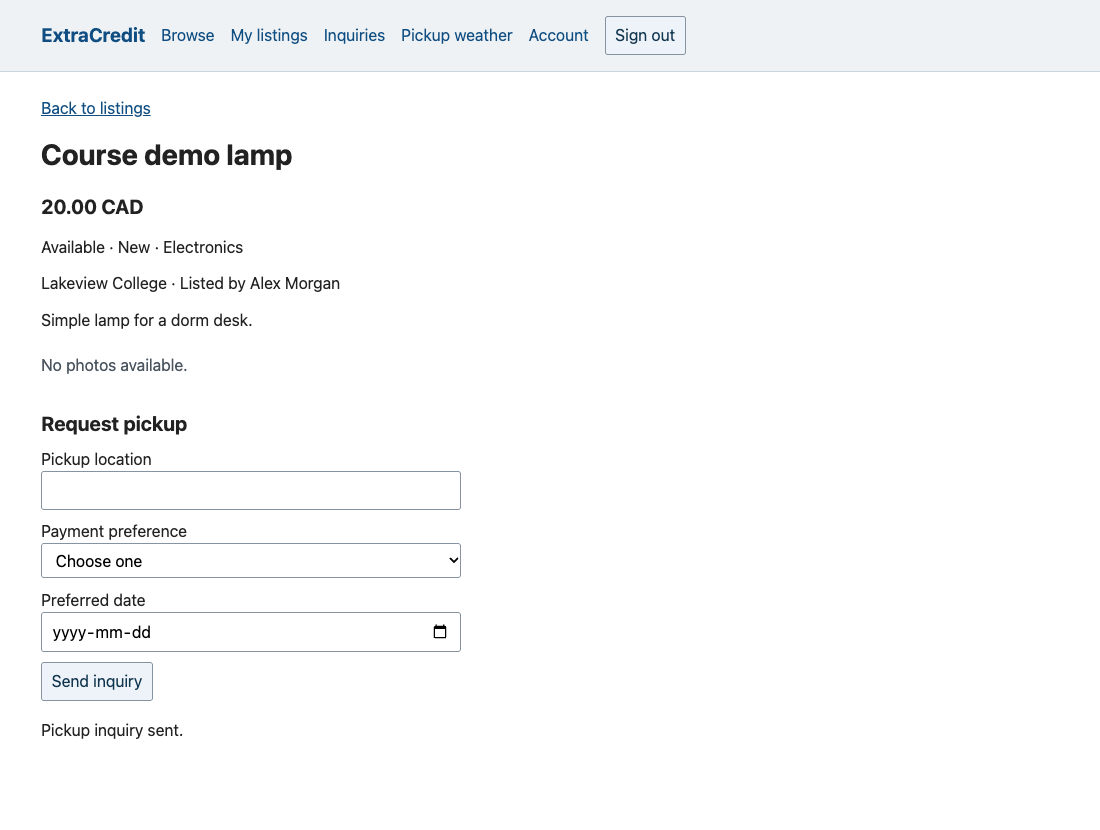 ExtraCredit Browse My listings Inquiries Pickup weather Account Sign out
Back to listings
Course demo lamp
20.00 CAD
Available · New · Electronics
Lakeview College · Listed by Alex Morgan
Simple lamp for a dorm desk.
No photos available.
Request pickup
Pickup location
Payment preference
Choose one
Preferred date
yyyy-mm-dd
Send inquiry
Pickup inquiry sent.